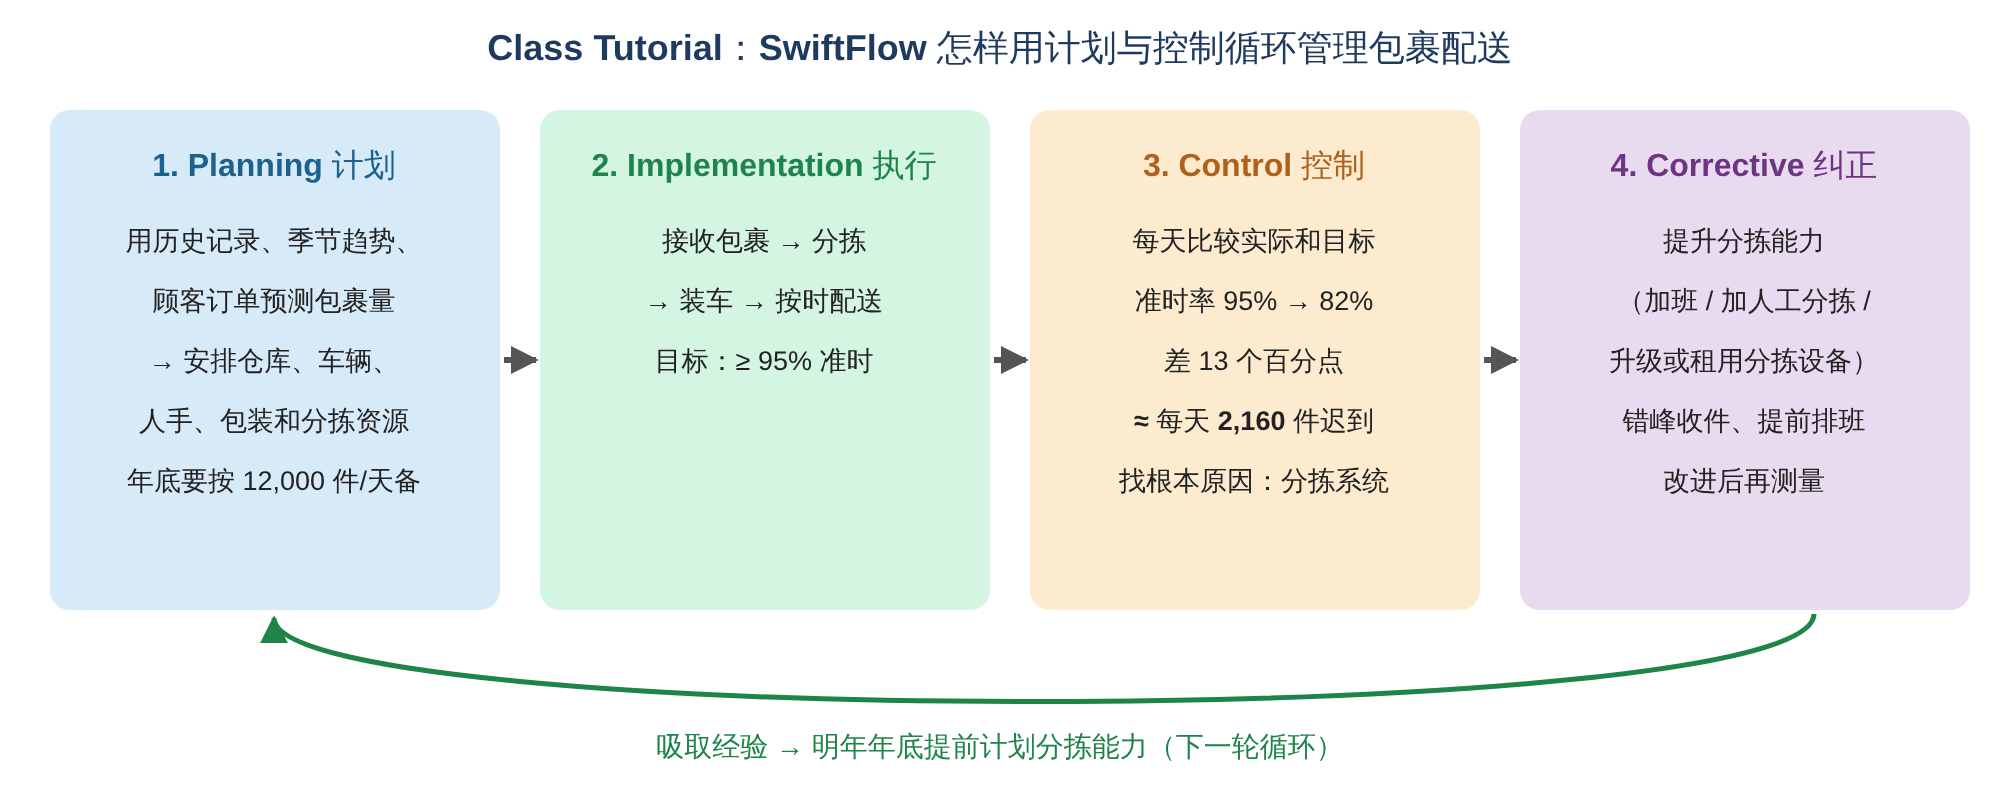 Class Tutorial：SwiftFlow 怎样用计划与控制循环管理包裹配送
1. Planning 计划
用历史记录、季节趋势、
顾客订单预测包裹量
→ 安排仓库、车辆、
人手、包装和分拣资源
年底要按 12,000 件/天备
2. Implementation 执行
接收包裹 → 分拣
→ 装车 → 按时配送
目标：≥ 95% 准时
3. Control 控制
每天比较实际和目标
准时率 95% → 82%
差 13 个百分点
≈ 每天 2,160 件迟到
找根本原因：分拣系统
4. Corrective 纠正
提升分拣能力
（加班 / 加人工分拣 /
升级或租用分拣设备）
错峰收件、提前排班
改进后再测量
吸取经验 → 明年年底提前计划分拣能力（下一轮循环）